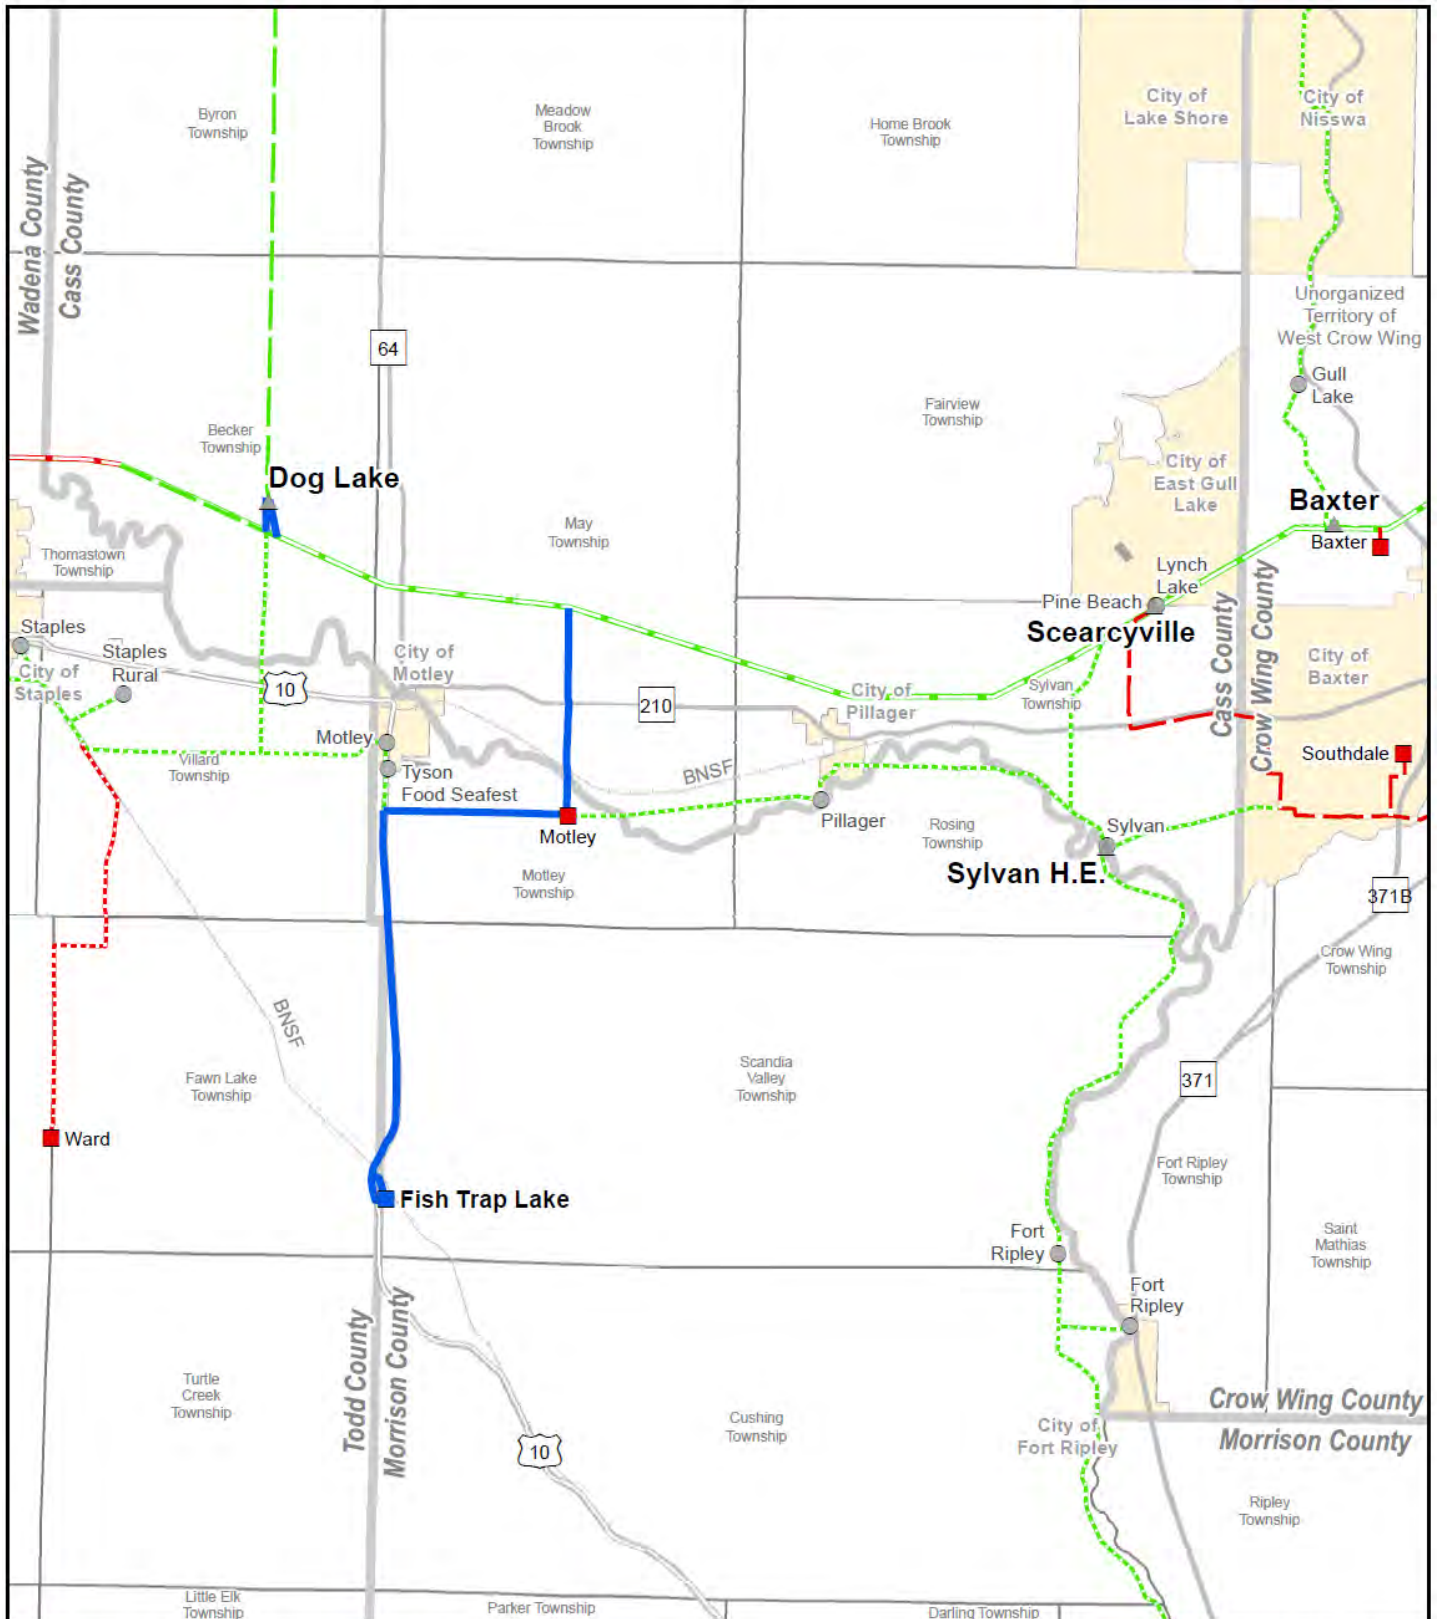 Byron
Township
Meadow
Brook
Township
Home Brook
Township
City of
Lake Shore
City of
Nisswa
Wadena County
Cass County
Unorganized
Territory of
West Crow Wing
64
Gull
Lake
Fairview
Township
Becker
Township
Dog Lake
City of
East Gull
Lake
Baxter
Baxter
May
Township
Thomastown
Township
Lynch
Lake
Pine Beach
Scearcyville
Cass County
Crow Wing County
Staples
City of
Staples
Staples
Rural
10
City of
Motley
210
City of
Pillager
Sylvan
Township
City of
Baxter
Motley
Villard
Township
Tyson
Food Seafest
BNSF
Southdale
Motley
Pillager
Rosing
Township
Sylvan
Sylvan H.E.
Motley
Township
371B
Crow Wing
Township
BNSF
Fawn Lake
Township
Scandia
Valley
Township
371
Ward
Fort Ripley
Township
Fish Trap Lake
Fort
Ripley
Saint
Mathias
Township
Fort
Ripley
Todd County
Morrison County
Turtle
Creek
Township
Cushing
Township
10
City of
Fort Ripley
Crow Wing County
Morrison County
Ripley
Township
Little Elk
Township
Parker Township
Darling Township